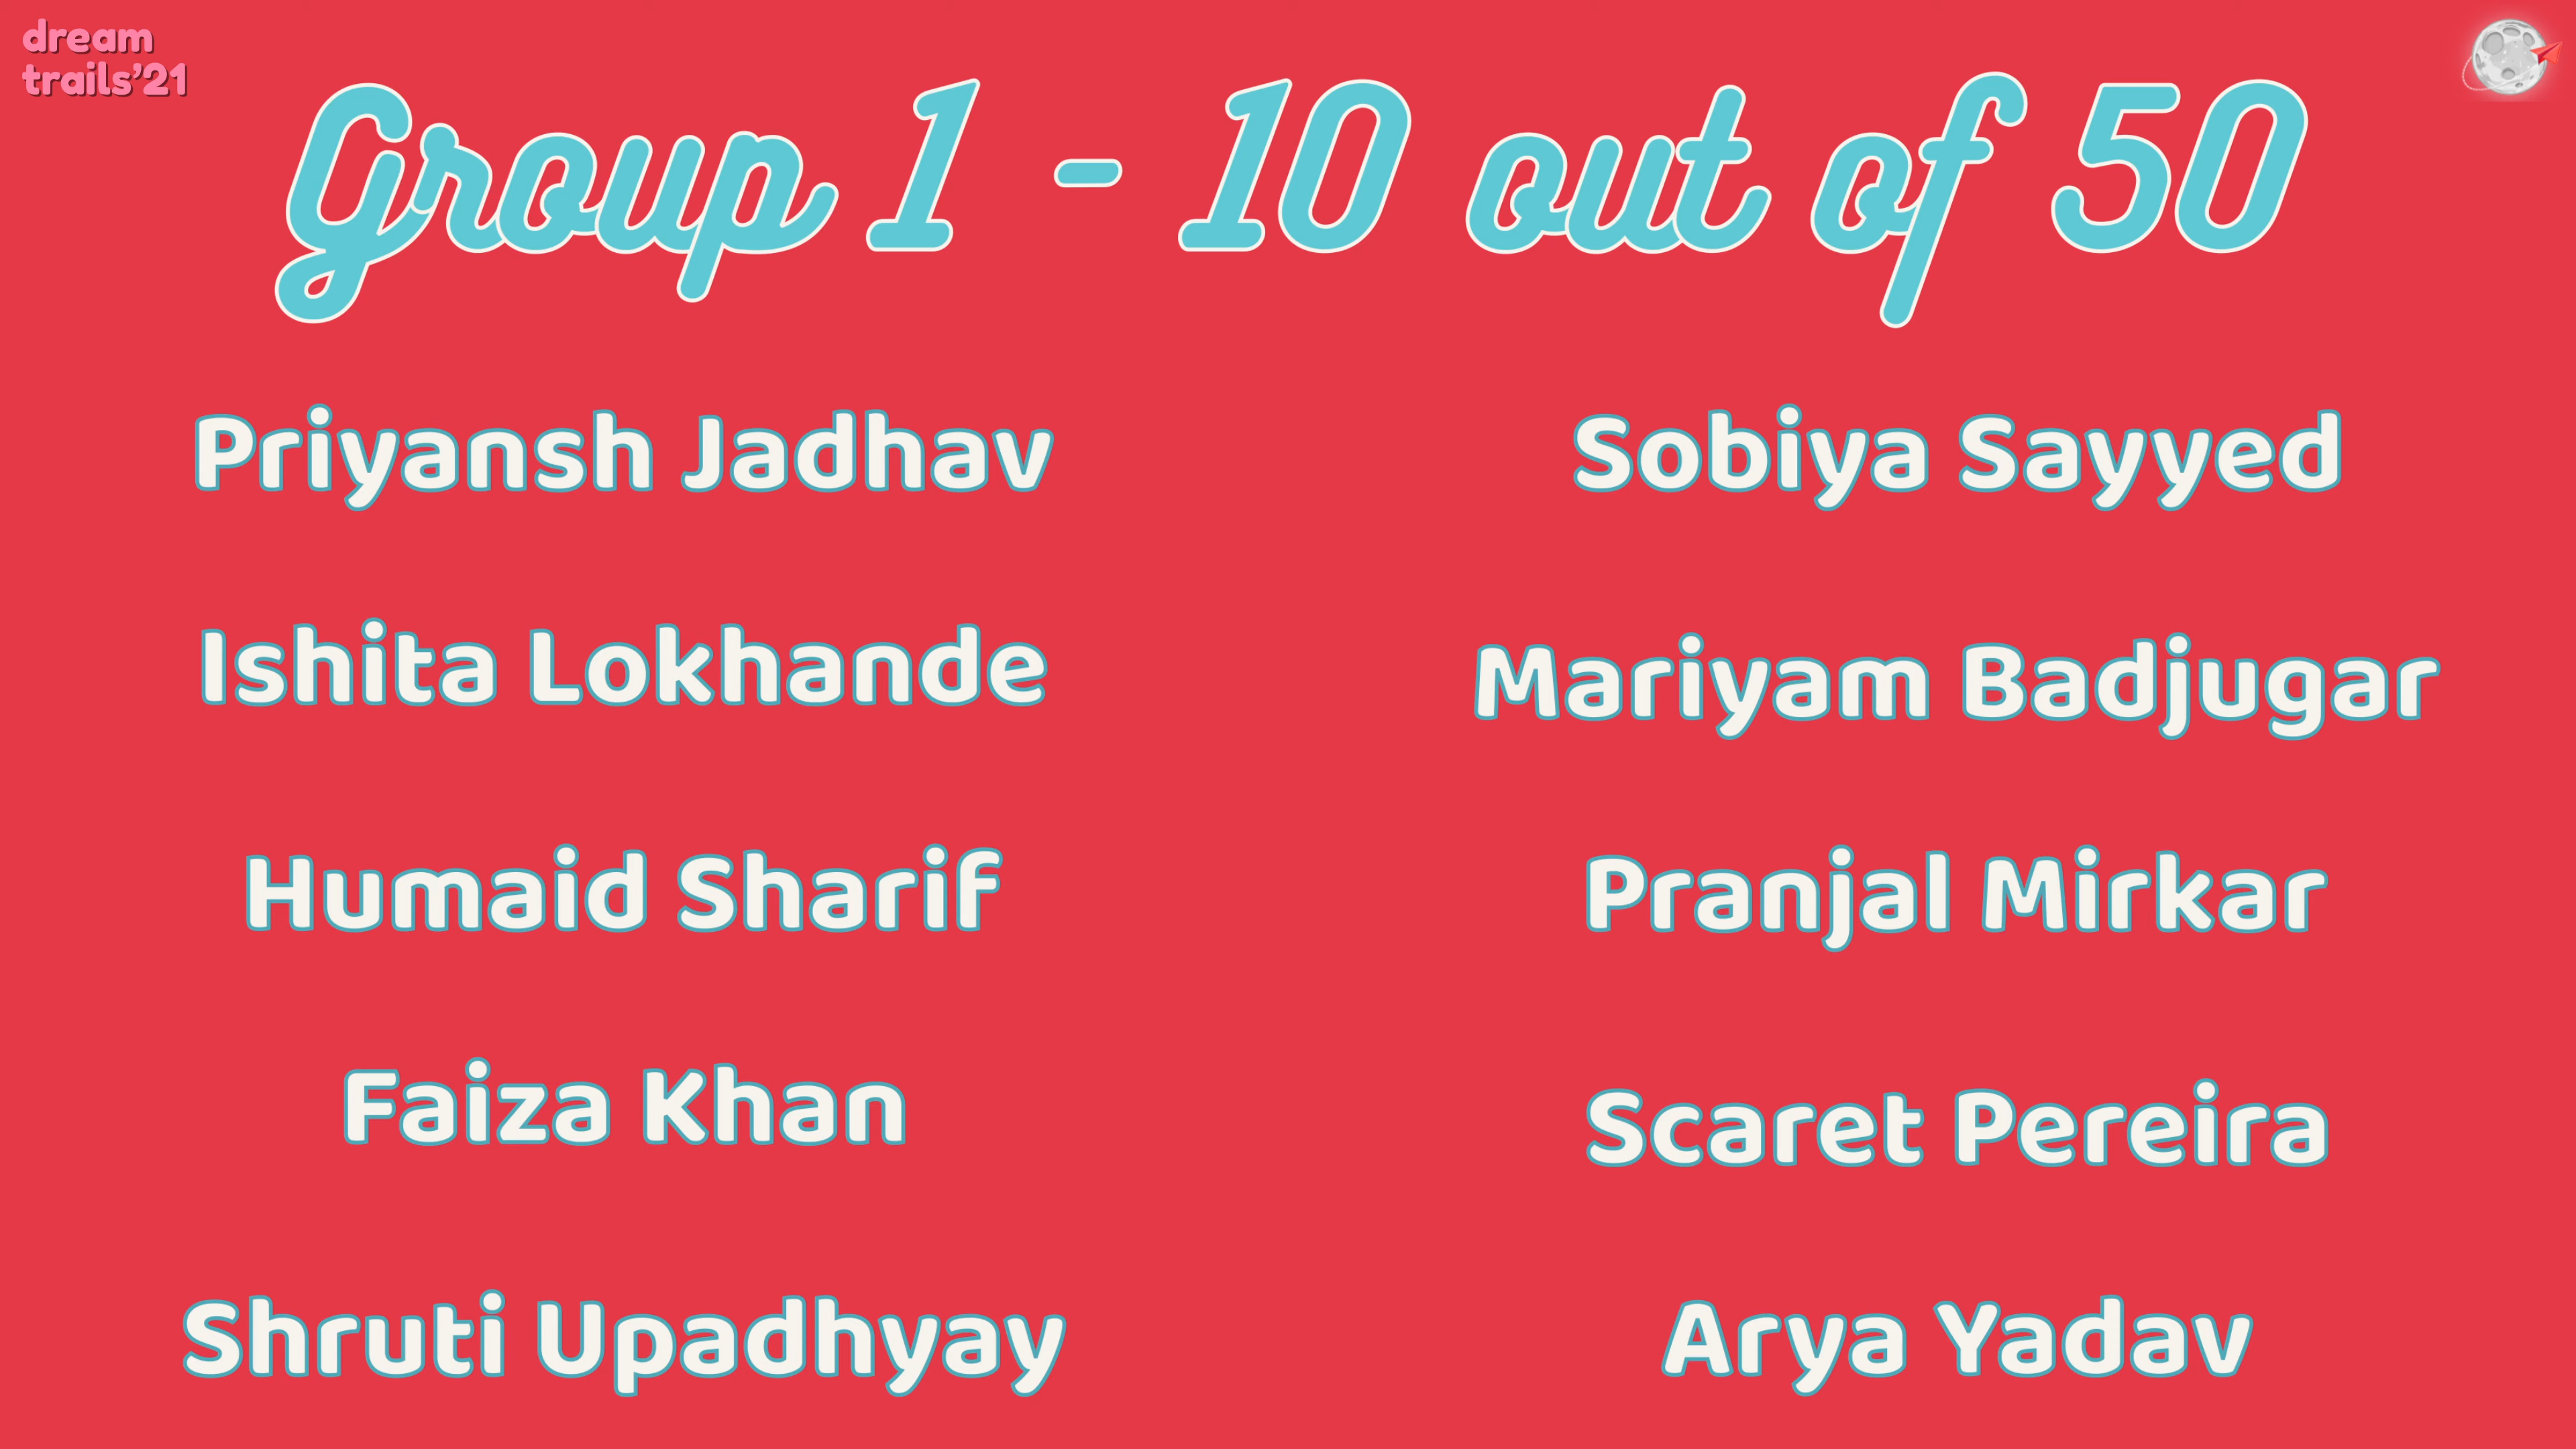 dream
trails'21
Group 1 - 10 out of 50
Priyansh Jadhav
Ishita Lokhande
Humaid Sharif
Faiza Khan
Shruti Upadhyay
Sobiya Sayyed
Mariyam Badjugar
Pranjal Mirkar
Scaret Pereira
Arya Yadav